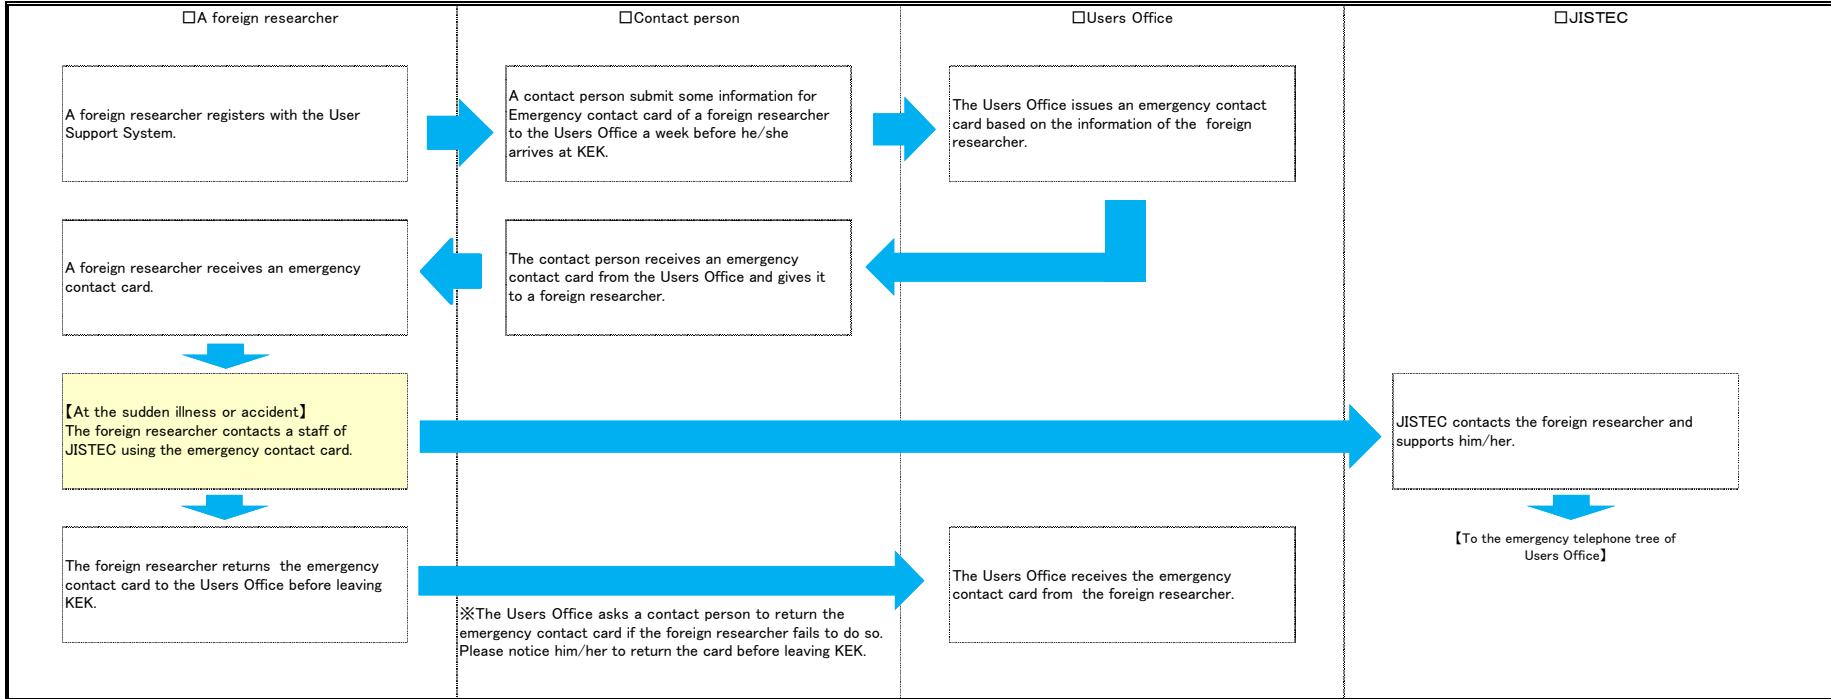 □A foreign researcher
□Contact person
□Users Office
□JISTEC
A foreign researcher registers with the User
Support System.
A contact person submit some information for
Emergency contact card of a foreign researcher
to the Users Office a week before he/she
arrives at KEK.
The Users Office issues an emergency contact
card based on the information of the foreign
researcher.
A foreign researcher receives an emergency
contact card.
The contact person receives an emergency
contact card from the Users Office and gives it
to a foreign researcher.
【At the sudden illness or accident】
The foreign researcher contacts a staff of
JISTEC using the emergency contact card.
JISTEC contacts the foreign researcher and
supports him/her.
【To the emergency telephone tree of
Users Office】
The foreign researcher returns the emergency
contact card to the Users Office before leaving
KEK.
※The Users Office asks a contact person to return the
emergency contact card if the foreign researcher fails to do so.
Please notice him/her to return the card before leaving KEK.
The Users Office receives the emergency
contact card from the foreign researcher.